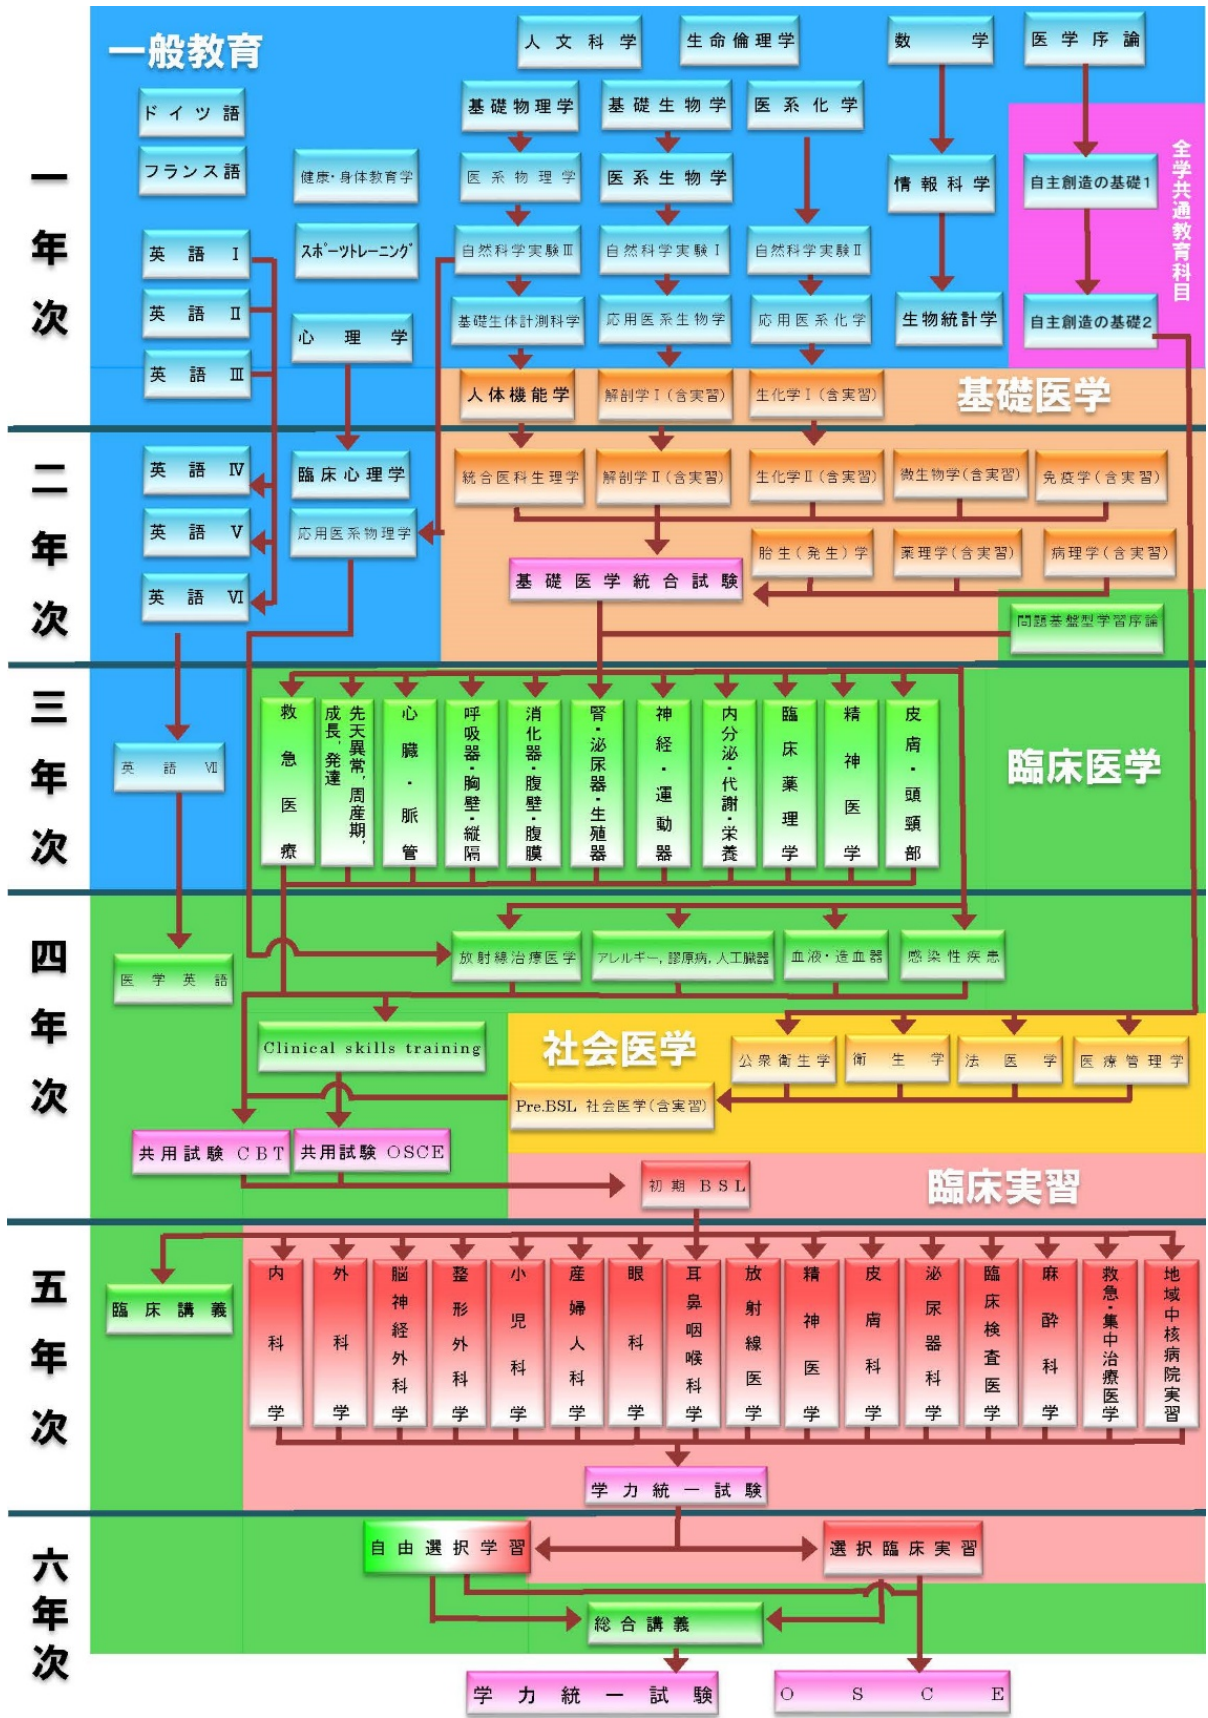 一年次
一般教育
人文科学
生命倫理学
数学
医学序論
ドイツ語
基礎物理学
基礎生物学
医系化学
全学共通教育科目
フランス語
健康・身体教育学
医系物理学
医系生物学
情報科学
自主創造の基礎1
英語Ⅰ
スポーツトレーニング
自然科学実験Ⅲ
自然科学実験Ⅰ
自然科学実験Ⅱ
英語Ⅱ
心理学
基礎生体計測科学
応用医系生物学
応用医系化学
生物統計学
自主創造の基礎2
英語Ⅲ
人体機能学
解剖学Ⅰ(含実習)
生化学Ⅰ(含実習)
基礎医学
二年次
英語Ⅳ
臨床心理学
統合医科生理学
解剖学Ⅱ(含実習)
生化学Ⅱ(含実習)
微生物学(含実習)
免疫学(含実習)
英語Ⅴ
応用医系物理学
胎生(発生)学
薬理学(含実習)
病理学(含実習)
基礎医学統合試験
英語Ⅵ
問題基盤型学習序論
三年次
英語Ⅶ
救急医療
先天異常,周産期,
成長,発達
心臓・脈管
呼吸器・胸壁・縦隔
消化器・腹壁・腹膜
腎・泌尿器・生殖器
神経・運動器
内分泌・代謝・栄養
臨床薬理学
精神医学
皮膚・頭頸部
臨床医学
四年次
医学英語
放射線治療医学
アレルギー,膠原病,人工臓器
血液・造血器
感染性疾患
Clinical skills training
社会医学
公衆衛生学
衛生学
法医学
医療管理学
Pre.BSL 社会医学(含実習)
共用試験 CBT
共用試験 OSCE
初期 BSL
臨床実習
五年次
臨床講義
内科学
外科学
脳神経外科学
整形外科学
小児科学
産婦人科学
眼科学
耳鼻咽喉科学
放射線医学
精神医学
皮膚科学
泌尿器科学
臨床検査医学
麻酔科学
救急・集中治療医学
地域中核病院実習
学力統一試験
六年次
自由選択学習
選択臨床実習
総合講義
学力統一試験
OSCE